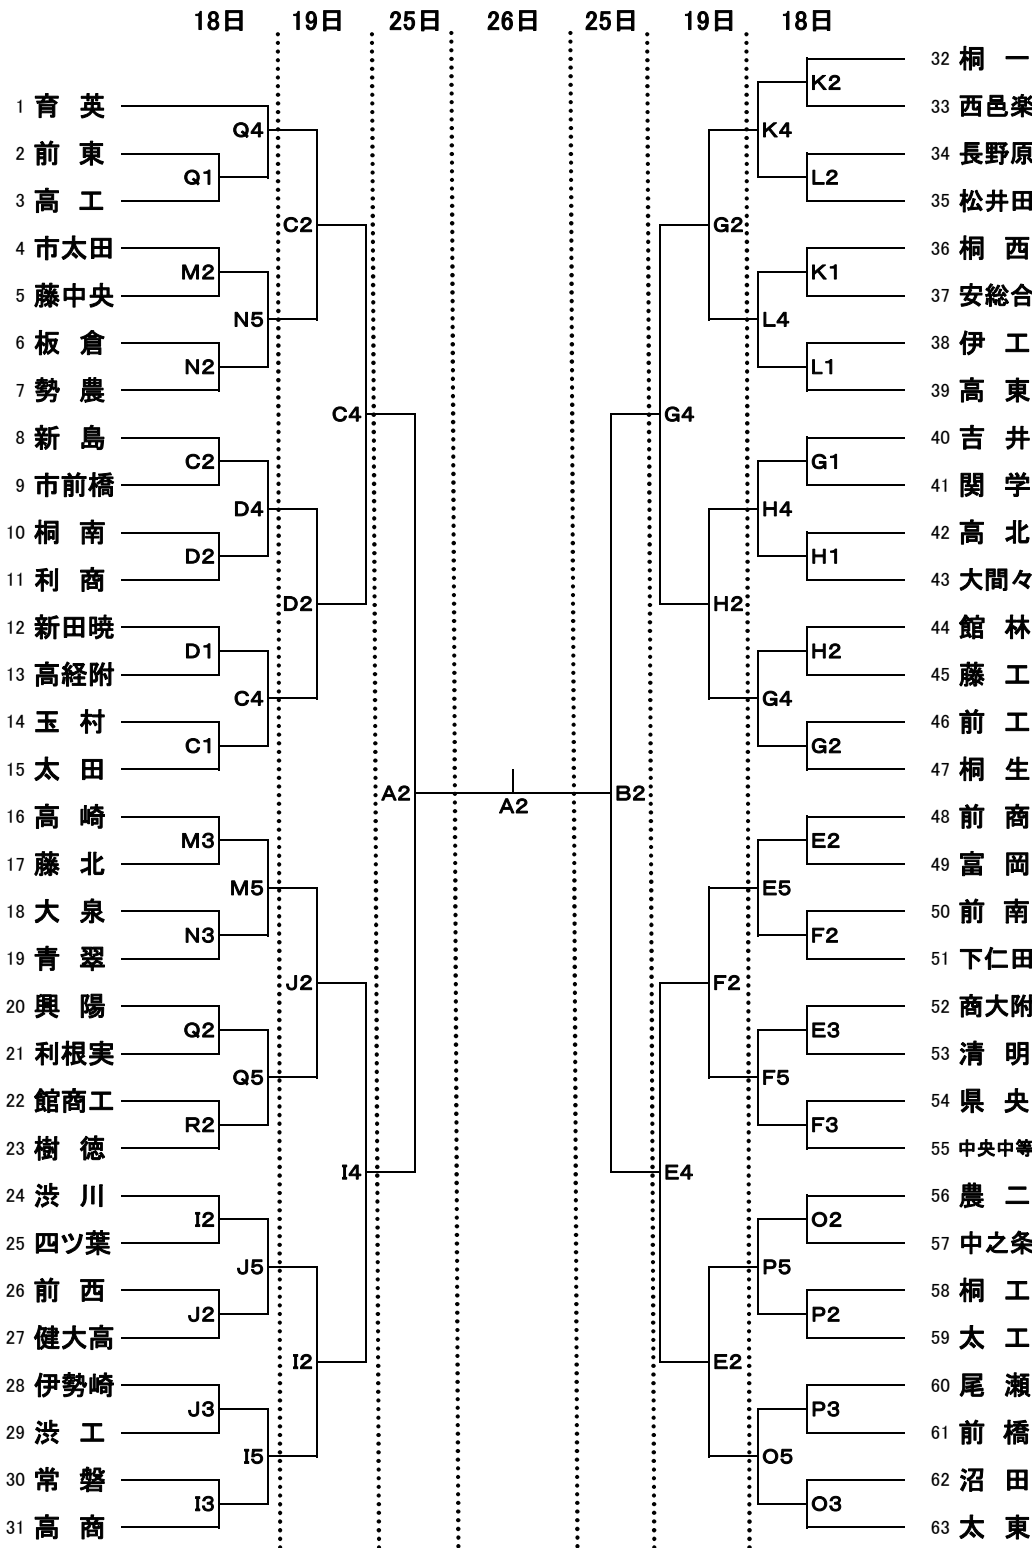 18日 19日 25日 26日 25日 19日 18日
1 育 英
2 前 東
3 高 工
4 市太田
5 藤中央
6 板 倉
7 勢 農
8 新 島
9 市前橋
10 桐 南
11 利 商
12 新田暁
13 高経附
14 玉 村
15 太 田
16 高 崎
17 藤 北
18 大 泉
19 青 翠
20 興 陽
21 利根実
22 館商工
23 樹 徳
24 渋 川
25 四ツ葉
26 前 西
27 健大高
28 伊勢崎
29 渋 工
30 常 磐
31 高 商
Q1
M2
N2
C2
D2
D1
C1
M3
N3
Q2
R2
I2
J2
J3
I3
Q4
N5
D4
C4
M5
Q5
J5
I5
C2
D2
J2
I2
C4
I4
A2
A2
B2
G4
E4
G2
H2
F2
E2
K4
L4
H4
G4
E5
F5
P5
O5
K2
L2
K1
L1
G1
H1
H2
G2
E2
F2
E3
F3
O2
P2
P3
O3
32 桐 一
33 西邑楽
34 長野原
35 松井田
36 桐 西
37 安総合
38 伊 工
39 高 東
40 吉 井
41 関 学
42 高 北
43 大間々
44 館 林
45 藤 工
46 前 工
47 桐 生
48 前 商
49 富 岡
50 前 南
51 下仁田
52 商大附
53 清 明
54 県 央
55 中央中等
56 農 二
57 中之条
58 桐 工
59 太 工
60 尾 瀬
61 前 橋
62 沼 田
63 太 東